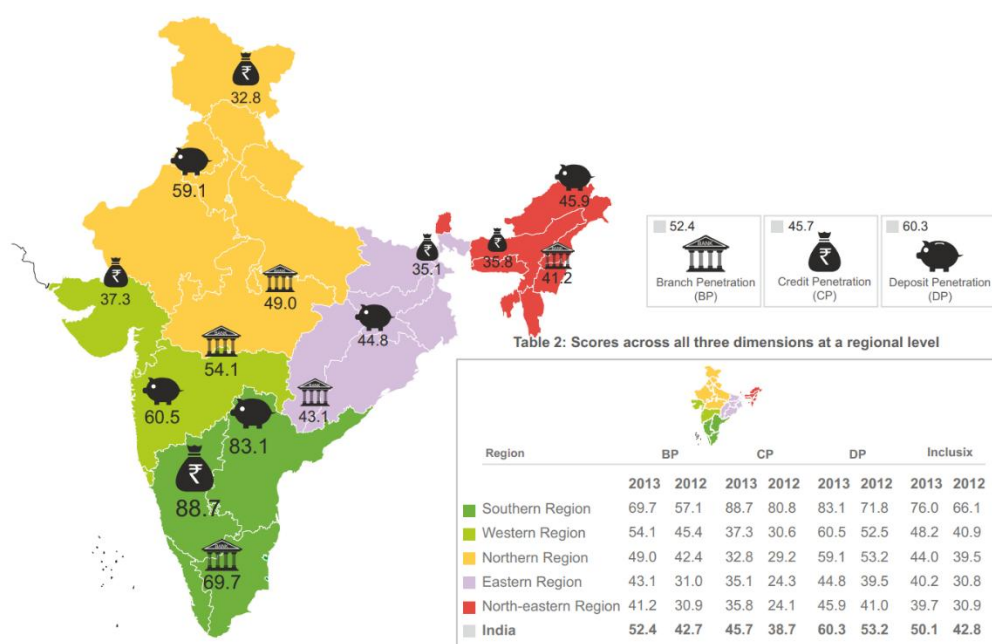 ₹
32.8
59.1
45.9
₹
35.1
₹
35.8
BANK
41.2
₹
37.3
BANK
49.0
44.8
BANK
54.1
60.5
BANK
43.1
83.1
₹
88.7
BANK
69.7
52.4
BANK
Branch Penetration
(BP)
45.7
₹
Credit Penetration
(CP)
60.3
Deposit Penetration
(DP)
Table 2: Scores across all three dimensions at a regional level
Region BP CP DP Inclusix
2013 2012 2013 2012 2013 2012 2013 2012
Southern Region 69.7 57.1 88.7 80.8 83.1 71.8 76.0 66.1
Western Region 54.1 45.4 37.3 30.6 60.5 52.5 48.2 40.9
Northern Region 49.0 42.4 32.8 29.2 59.1 53.2 44.0 39.5
Eastern Region 43.1 31.0 35.1 24.3 44.8 39.5 40.2 30.8
North-eastern Region 41.2 30.9 35.8 24.1 45.9 41.0 39.7 30.9
India 52.4 42.7 45.7 38.7 60.3 53.2 50.1 42.8